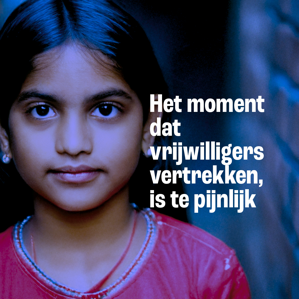 Het moment
dat
vrijwilligers
vertrekken,
is te pijnlijk